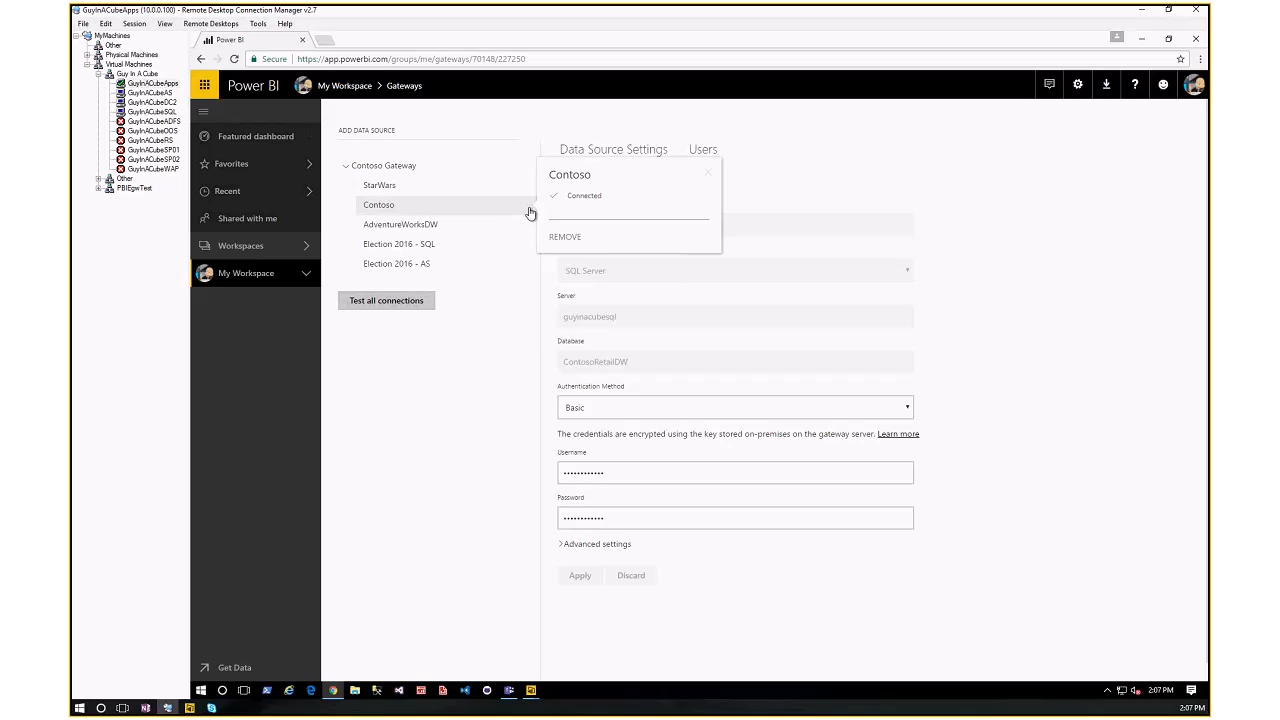 GuyInACubeApps (10.0.0.100) - Remote Desktop Connection Manager v2.7
File Edit Session View Remote Desktops Tools Help
MyMachines
Other
Physical Machines
Virtual Machines
Guy In A Cube
GuyInACubeApps
GuyInACubeAS
GuyInACubeDC2
GuyInACubeSQL
GuyInACubeADFS
GuyInACubeOOS
GuyInACubeRS
GuyInACubeSP01
GuyInACubeSP02
GuyInACubeWAP
Other
PBIEgwTest
Power BI
Secure https://app.powerbi.com/groups/me/gateways/70148/227250
Power BI My Workspace > Gateways
Featured dashboard
Favorites
Recent
Shared with me
Workspaces
My Workspace
Get Data
ADD DATA SOURCE
Contoso Gateway
StarWars
Contoso
AdventureWorksDW
Election 2016 - SQL
Election 2016 - AS
Test all connections
Data Source Settings Users
Contoso
Connected
REMOVE
SQL Server
Server
guyinacubesql
Database
ContosoRetailDW
Authentication Method
Basic
The credentials are encrypted using the key stored on-premises on the gateway server. Learn more
Username
••••••••••••
Password
••••••••••••
Advanced settings
Apply Discard
2:07 PM
2:07 PM